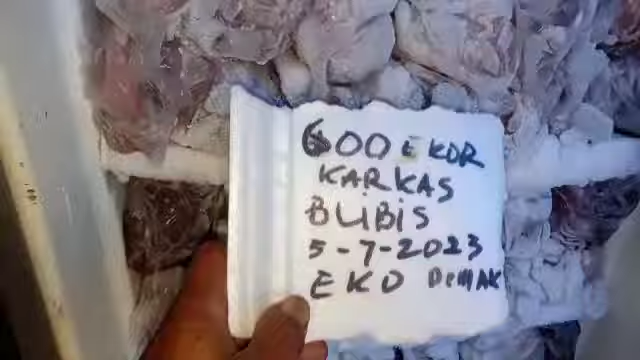 600 EKOR
KARKAS
BLIBIS
5-7-2023
EKO DEMAK